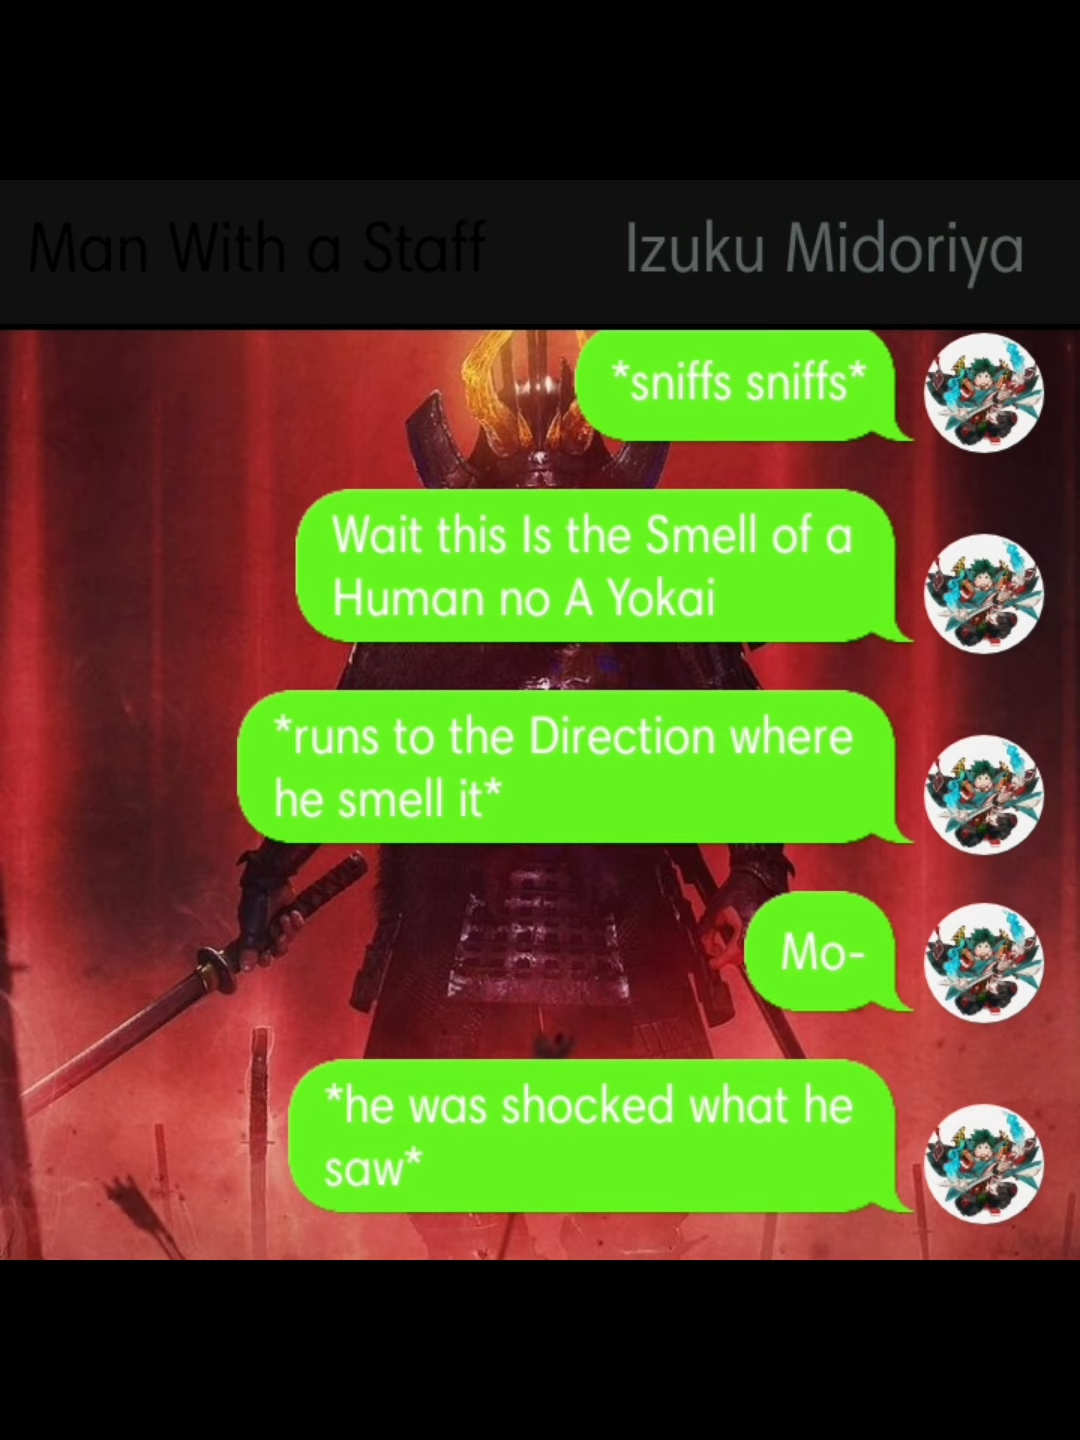 Man With a Staff
Izuku Midoriya
*sniffs sniffs*
Wait this Is the Smell of a
Human no A Yokai
*runs to the Direction where
he smell it*
Mo-
*he was shocked what he
saw*